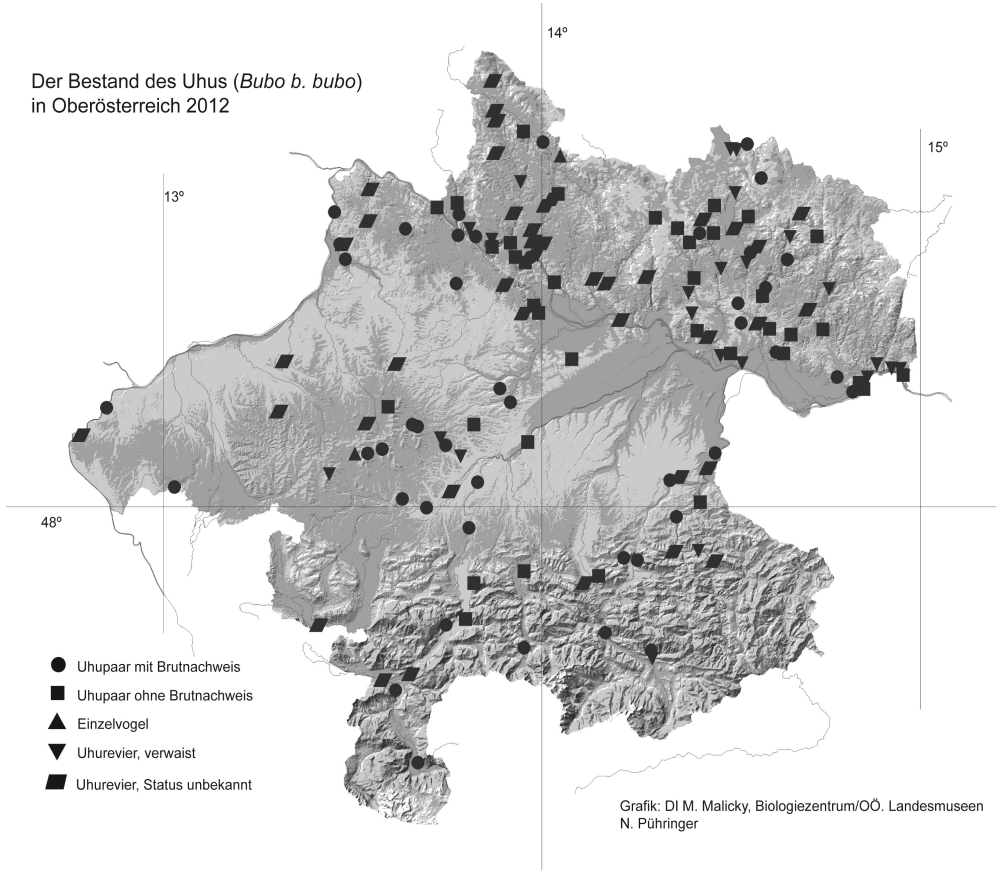 Der Bestand des Uhus (Bubo b. bubo)
in Oberösterreich 2012
14º
15º
13º
48º
Uhupaar mit Brutnachweis
Uhupaar ohne Brutnachweis
Einzelvogel
Uhurevier, verwaist
Uhurevier, Status unbekannt
Grafik: DI M. Malicky, Biologiezentrum/OÖ. Landesmuseen
N. Pühringer